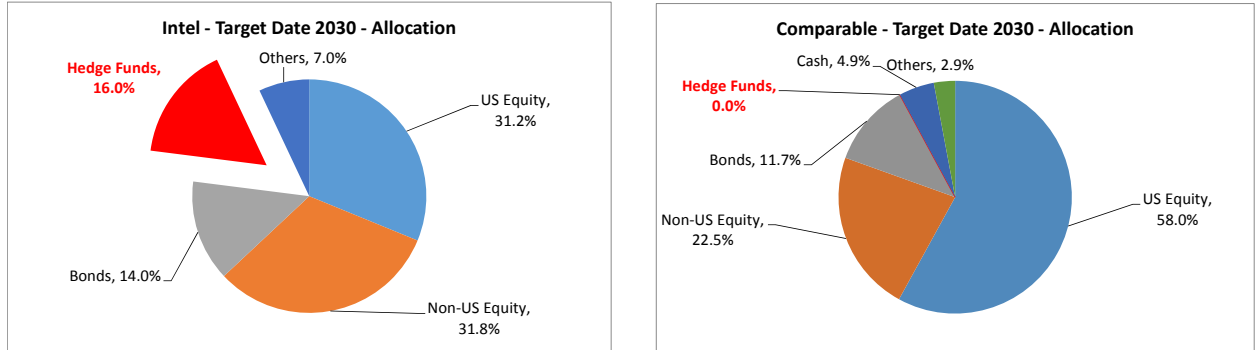 Intel - Target Date 2030 - Allocation
Others, 7.0%
Hedge Funds,
16.0%
US Equity,
31.2%
Bonds, 14.0%
Non-US Equity,
31.8%
Comparable - Target Date 2030 - Allocation
Cash, 4.9%
Others, 2.9%
Hedge Funds,
0.0%
Bonds, 11.7%
US Equity,
58.0%
Non-US Equity,
22.5%